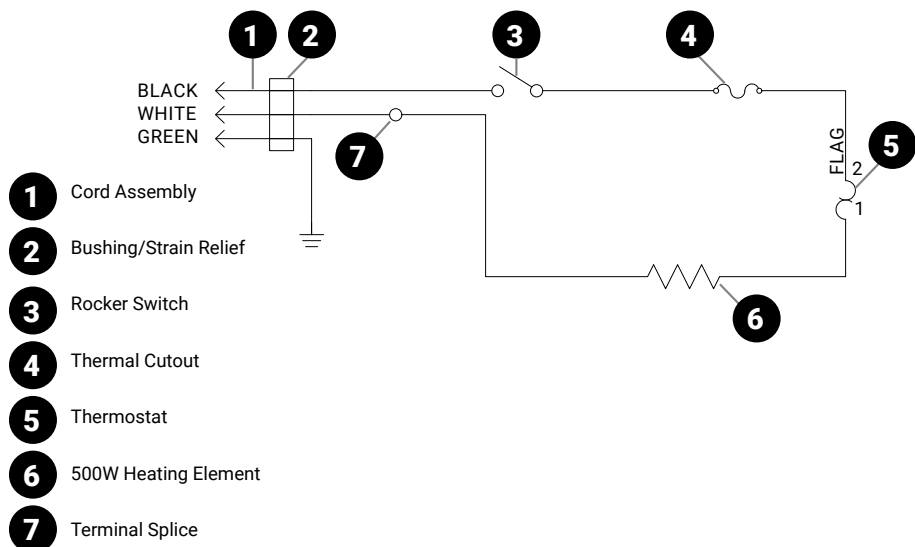 1
2
3
4
BLACK
WHITE
GREEN
7
FLAG
2
5
1
6
1 Cord Assembly
2 Bushing/Strain Relief
3 Rocker Switch
4 Thermal Cutout
5 Thermostat
6 500W Heating Element
7 Terminal Splice